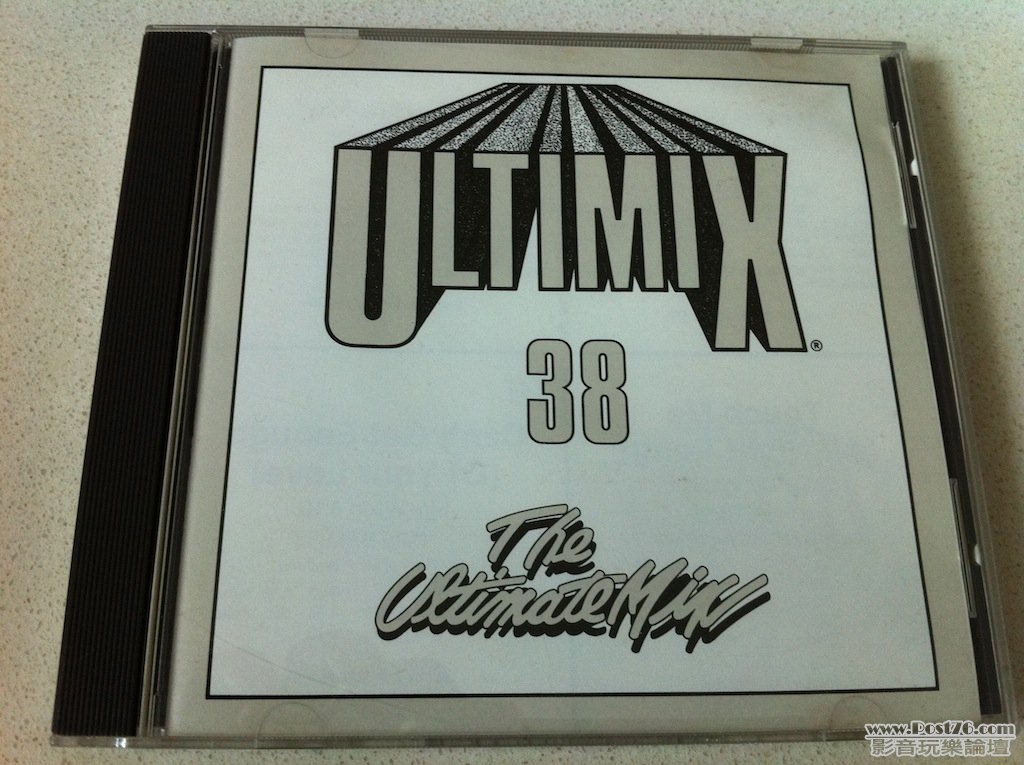 ULTIMIX®
38
The
Ultimate Mix
www.Post76.com
影音玩樂論壇